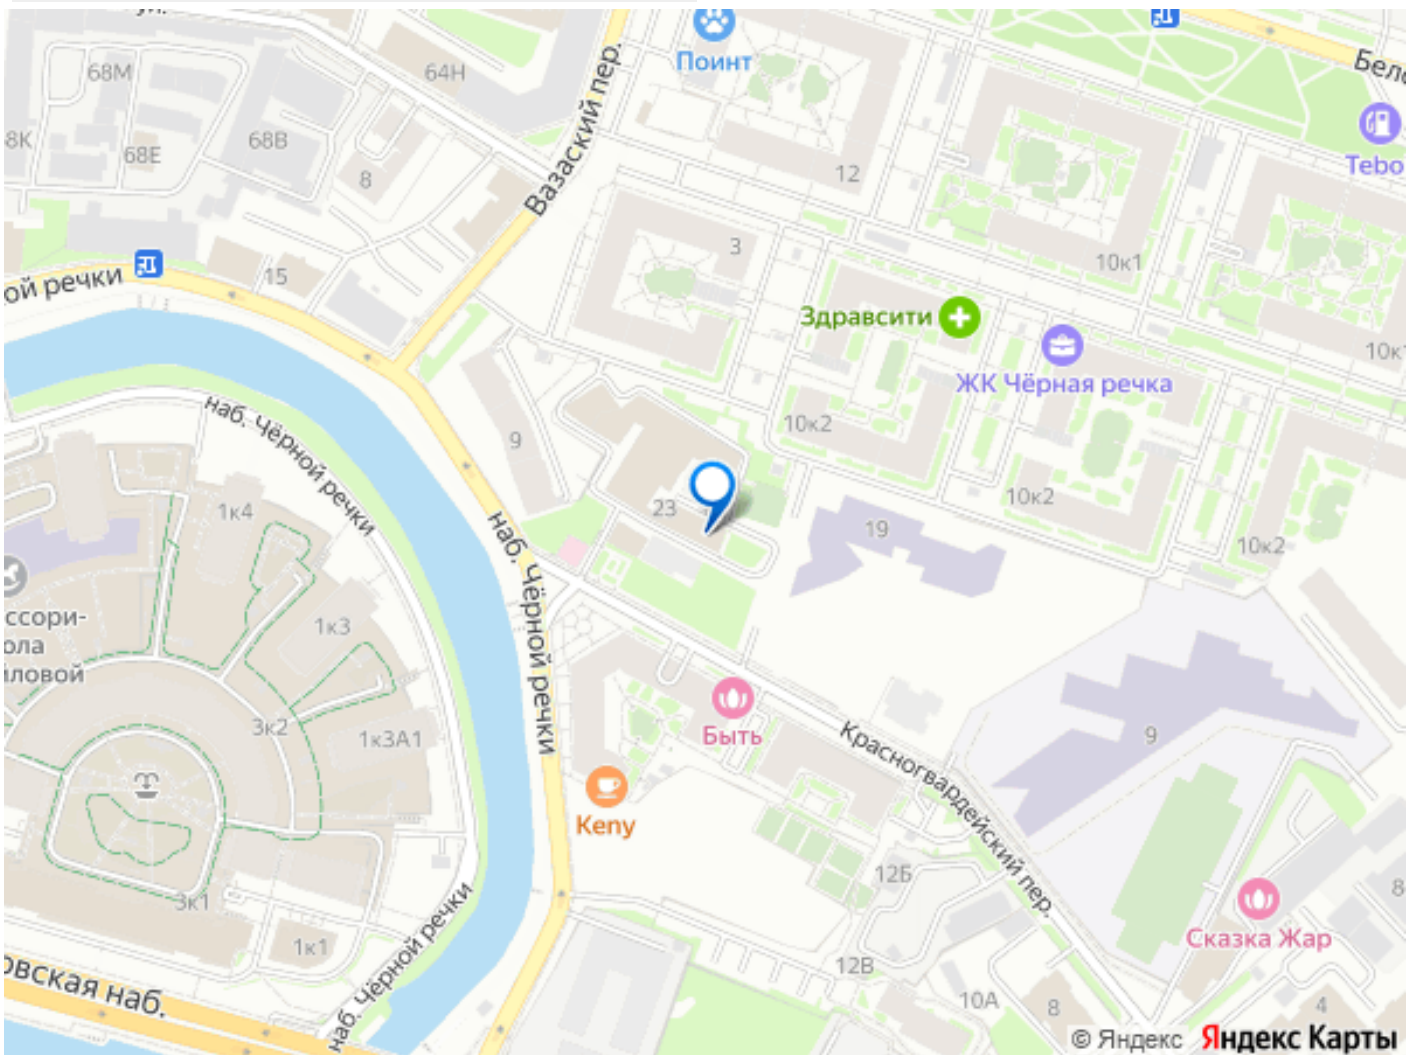 ул.
Поинт
68М
64Н
Вазаский пер.
Бело
8К
68Е
68В
8
12
Tebo
3
10к1
15
ой речки
Здравсити
10к
ЖК Чёрная речка
наб. Чёрной речки
9
10к2
1к4
23
наб. Чёрной речки
19
10к2
10к2
ссори-
ола
иловой
1к3
3к2
1к3А1
Быть
Красногвардейский пер.
9
Keny
12Б
8
3к1
1к1
наб. Чёрной речки
Сказка Жар
12В
10А
8
4
овская наб.
© Яндекс Яндекс Карты